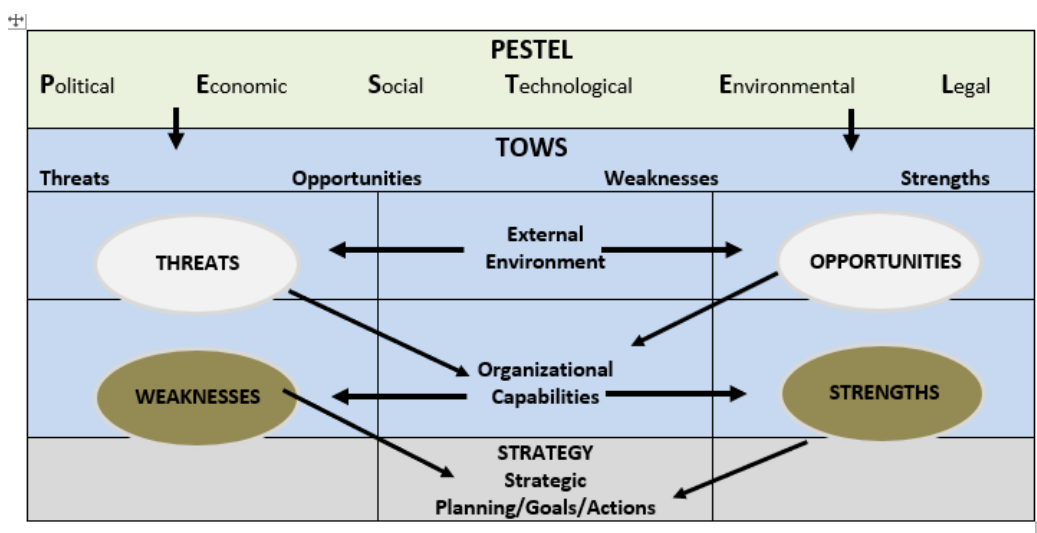 PESTEL
Political Economic Social Technological Environmental Legal
TOWS
Threats Opportunities Weaknesses Strengths
External
Environment
THREATS
OPPORTUNITIES
Organizational
Capabilities
WEAKNESSES
STRENGTHS
STRATEGY
Strategic
Planning/Goals/Actions